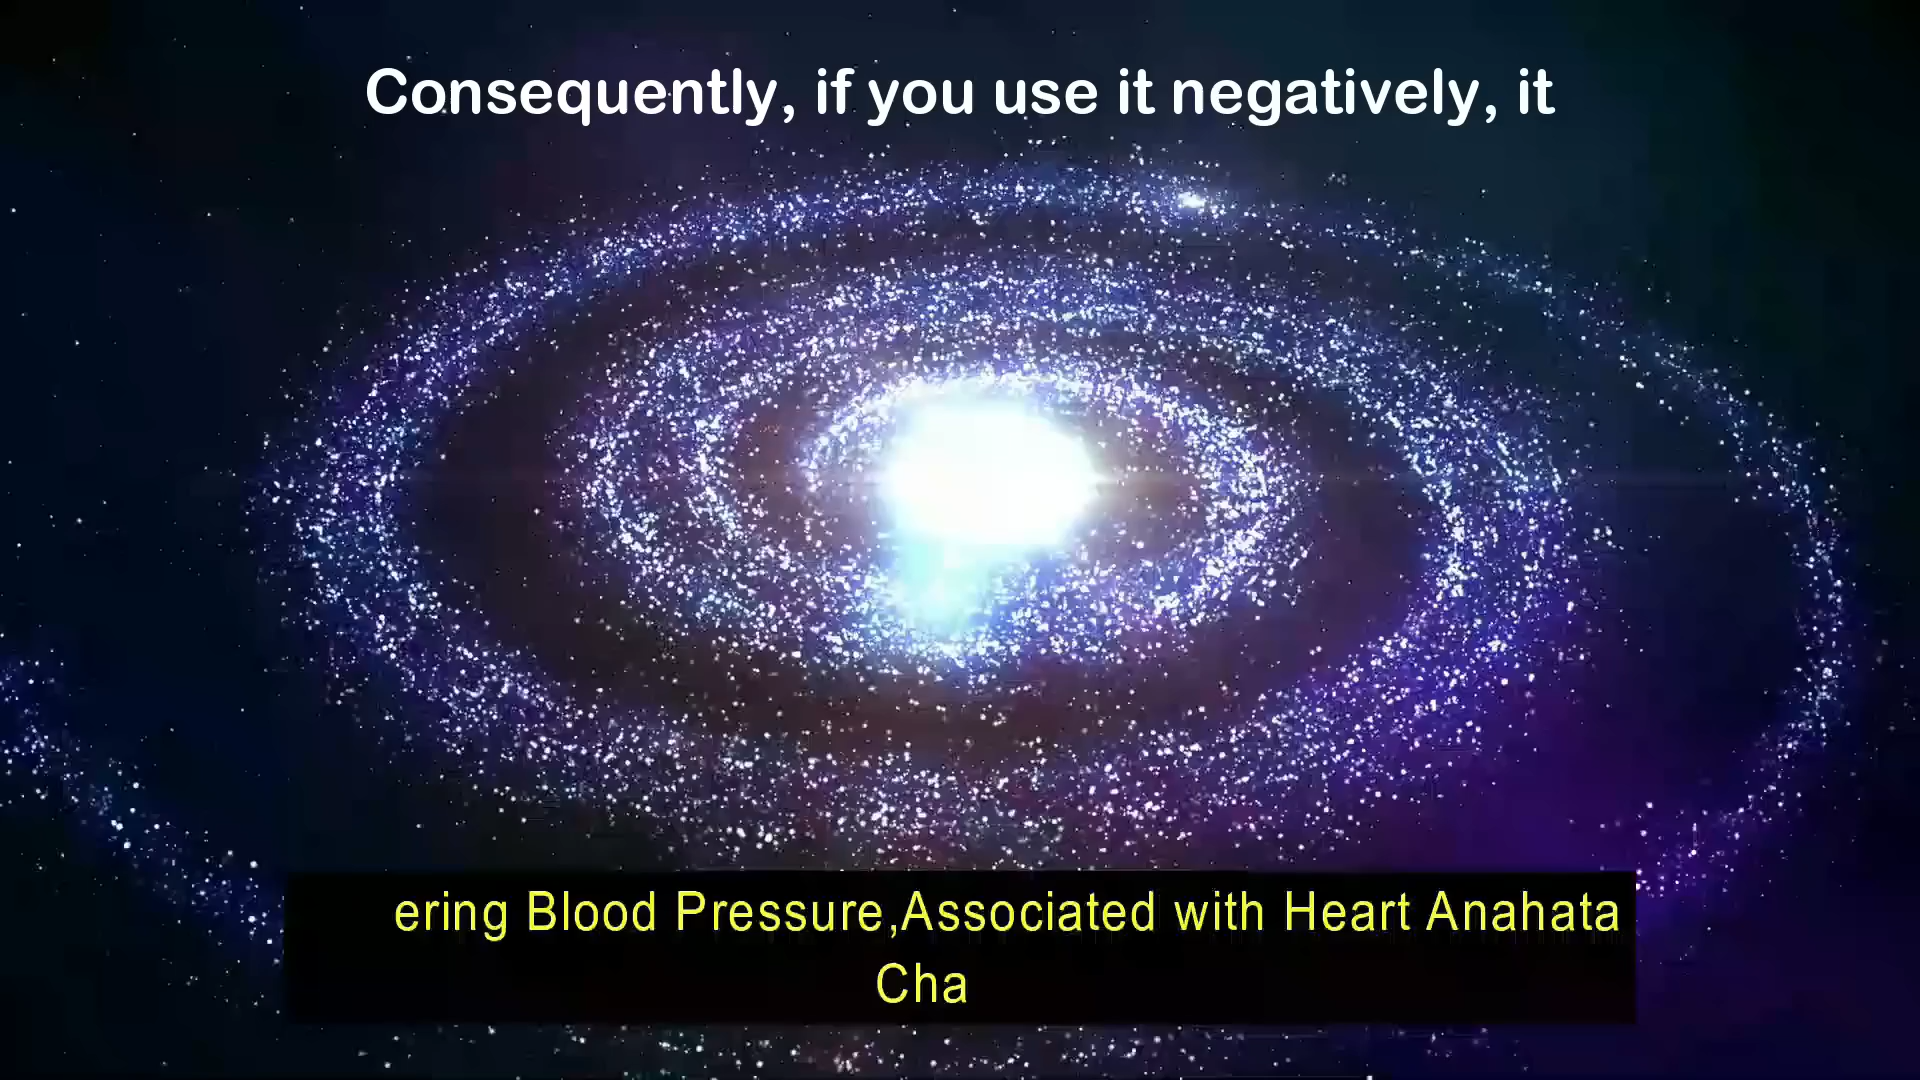 Consequently, if you use it negatively, it
ering Blood Pressure,Associated with Heart Anahata
Cha